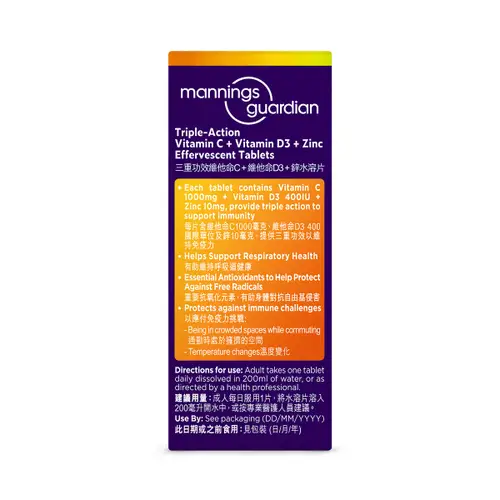 mannings
guardian
Triple-Action
Vitamin C + Vitamin D3 + Zinc
Effervescent Tablets
三重功效維他命C+維他命D3+鋅水溶片
• Each tablet contains Vitamin C
1000mg + Vitamin D3 400IU +
Zinc 10mg, provide triple action to
support immunity
每片含維他命C1000毫克、維他命D3 400
國際單位及鋅10毫克，提供三重功效以維
持免疫力
• Helps Support Respiratory Health
有助維持呼吸道健康
• Essential Antioxidants to Help Protect
Against Free Radicals
重要抗氧化元素，有助身體對抗自由基侵害
• Protects against immune challenges
以應付免疫力挑戰:
- Being in crowded spaces while commuting
通勤時處於擁擠的空間
- Temperature changes溫度變化
Directions for use: Adult takes one tablet
daily dissolved in 200ml of water, or as
directed by a health professional.
建議用量：成人每日服用1片，將水溶片溶入
200毫升開水中，或按專業醫護人員建議。
Use By: See packaging (DD/MM/YYYY)
此日期或之前食用：見包裝 (日/月/年)